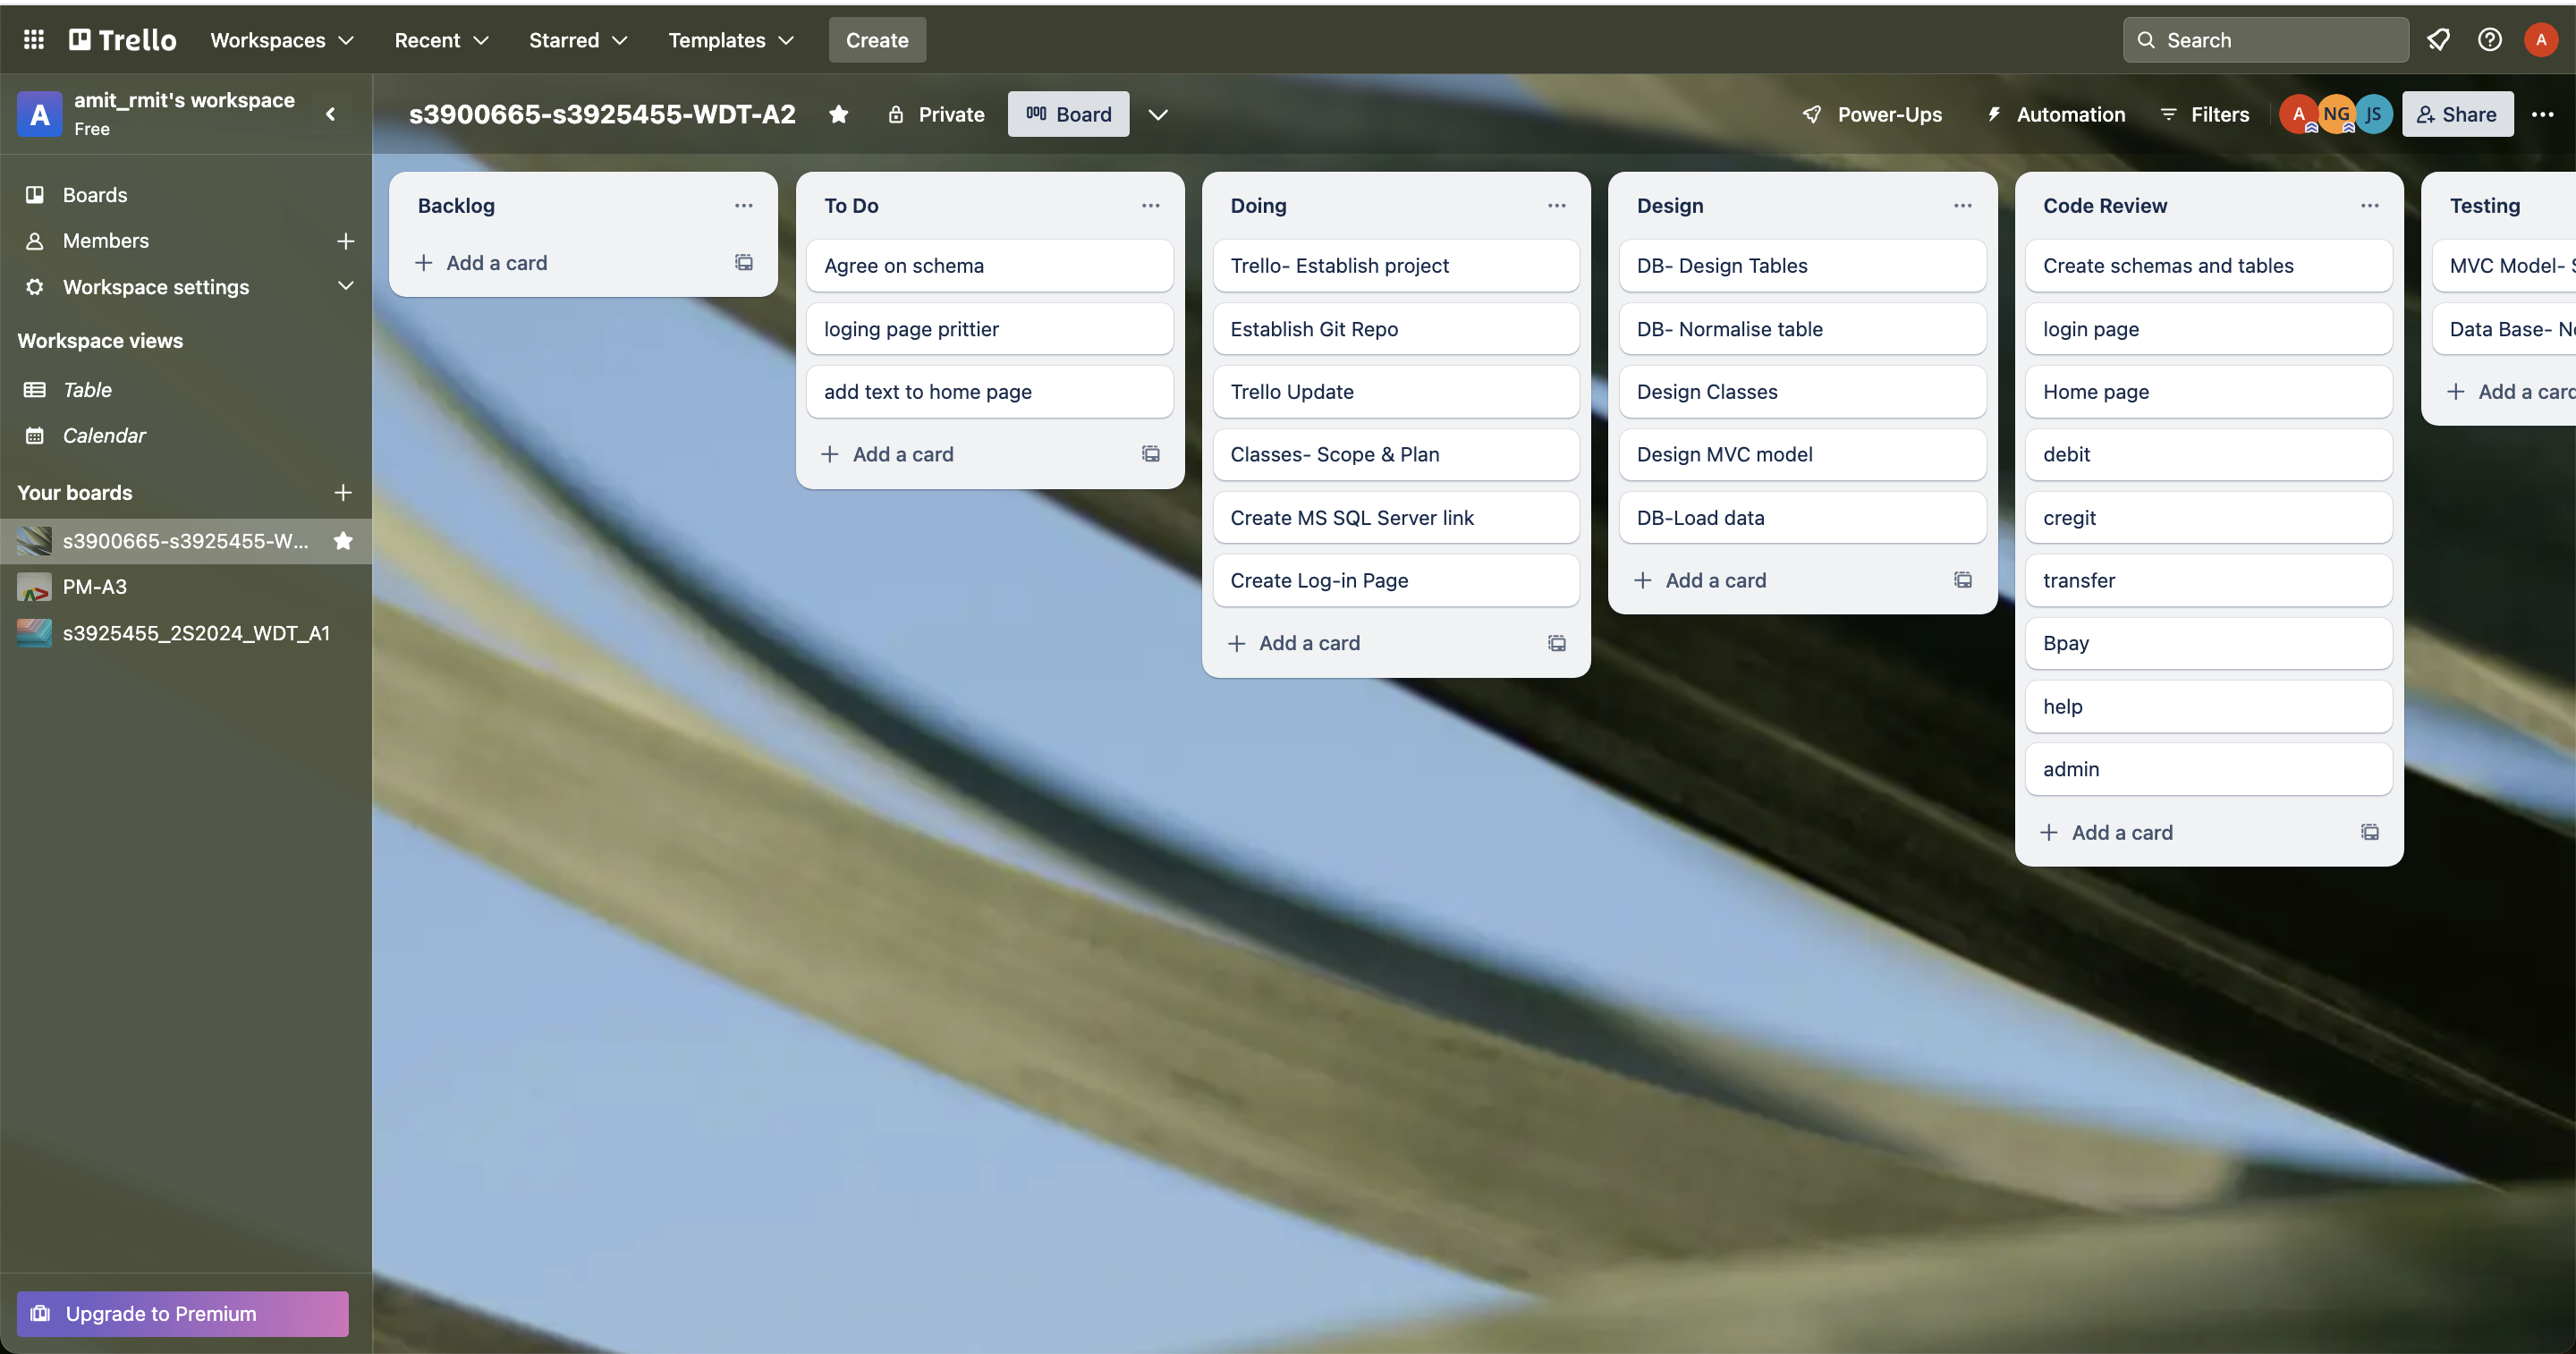 Trello
Workspaces
Recent
Starred
Templates
Create
Search
A
A
amit_rmit's workspace
Free
s3900665-s3925455-WDT-A2
Private
Board
Power-Ups
Automation
Filters
A
NG
JS
Share
Boards
Members
Workspace settings
Workspace views
Table
Calendar
Your boards
s3900665-s3925455-W...
PM-A3
s3925455_2S2024_WDT_A1
Upgrade to Premium
Backlog
Add a card
To Do
Agree on schema
loging page prittier
add text to home page
Add a card
Doing
Trello- Establish project
Establish Git Repo
Trello Update
Classes- Scope & Plan
Create MS SQL Server link
Create Log-in Page
Add a card
Design
DB- Design Tables
DB- Normalise table
Design Classes
Design MVC model
DB-Load data
Add a card
Code Review
Create schemas and tables
login page
Home page
debit
cregit
transfer
Bpay
help
admin
Add a card
Testing
MVC Model-
Data Base-
Add a